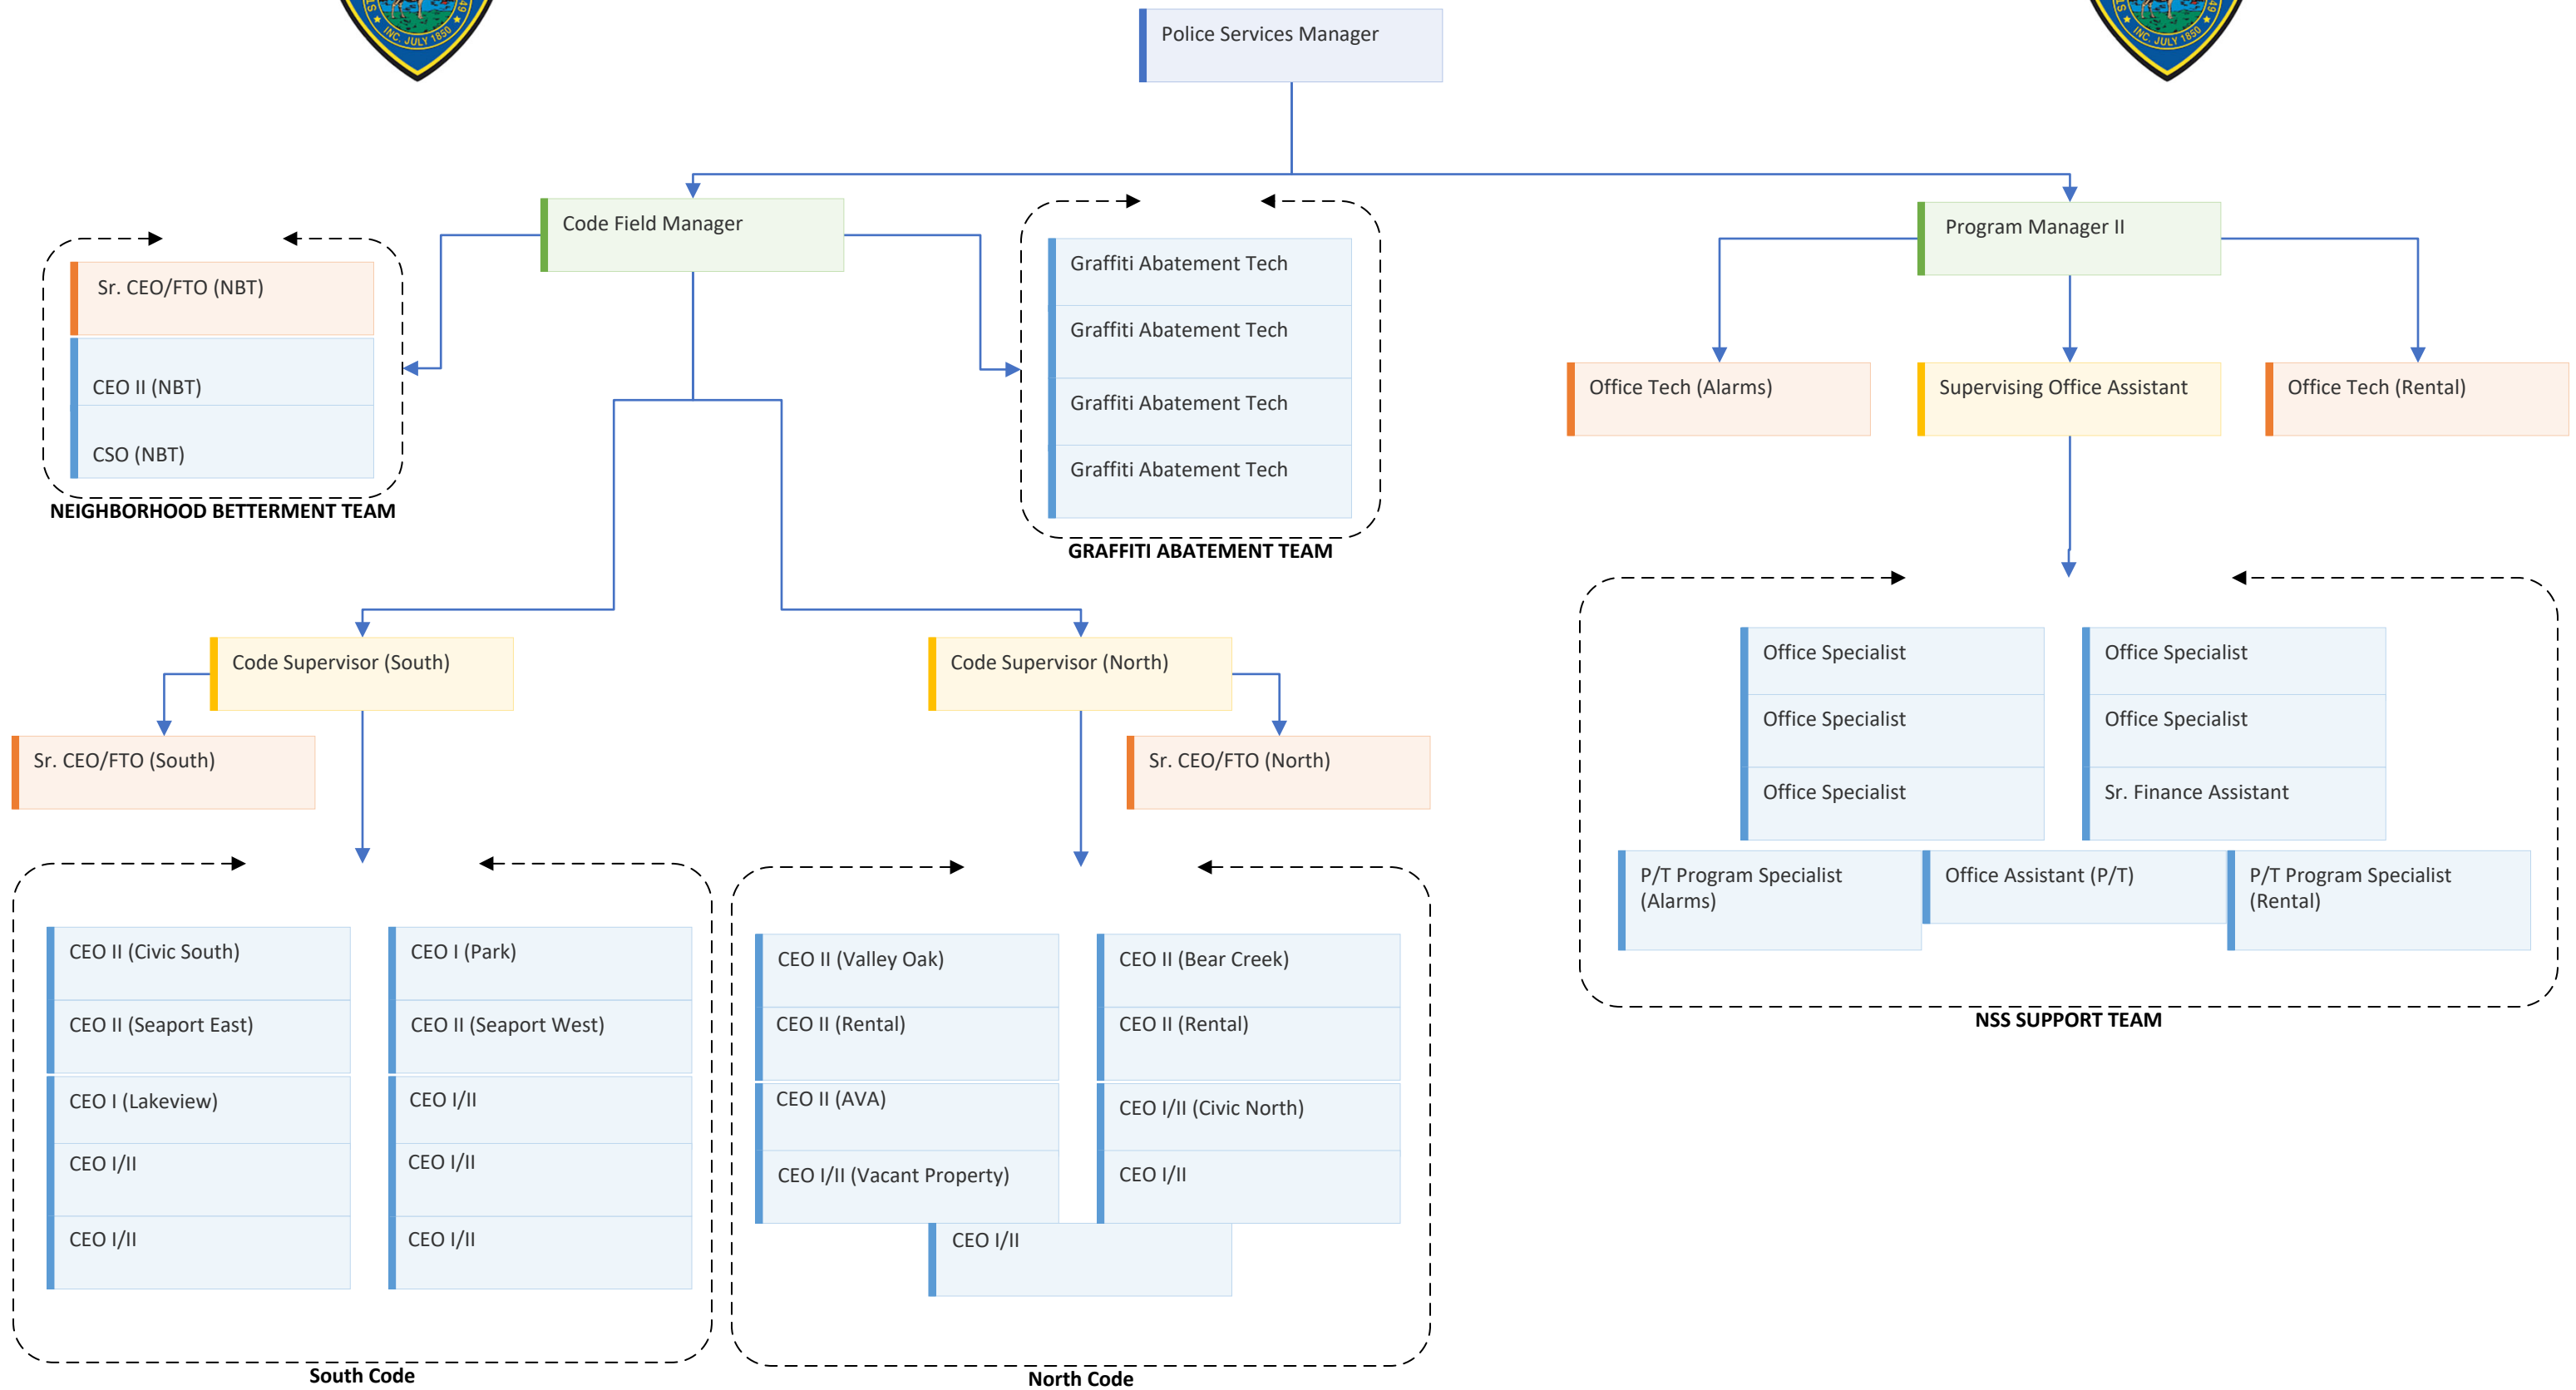 INC. JULY 1850
INC. JULY 1850
Police Services Manager
Code Field Manager
Program Manager II
Sr. CEO/FTO (NBT)
CEO II (NBT)
CSO (NBT)
NEIGHBORHOOD BETTERMENT TEAM
Graffiti Abatement Tech
Graffiti Abatement Tech
Graffiti Abatement Tech
Graffiti Abatement Tech
GRAFFITI ABATEMENT TEAM
Office Tech (Alarms)
Supervising Office Assistant
Office Tech (Rental)
Code Supervisor (South)
Code Supervisor (North)
Sr. CEO/FTO (South)
Sr. CEO/FTO (North)
Office Specialist
Office Specialist
Office Specialist
Office Specialist
Office Specialist
Sr. Finance Assistant
P/T Program Specialist
(Alarms)
Office Assistant (P/T)
P/T Program Specialist
(Rental)
NSS SUPPORT TEAM
CEO II (Civic South)
CEO I (Park)
CEO II (Seaport East)
CEO II (Seaport West)
CEO I (Lakeview)
CEO I/II
CEO I/II
CEO I/II
CEO I/II
CEO I/II
South Code
CEO II (Valley Oak)
CEO II (Bear Creek)
CEO II (Rental)
CEO II (Rental)
CEO II (AVA)
CEO I/II (Civic North)
CEO I/II (Vacant Property)
CEO I/II
CEO I/II
North Code